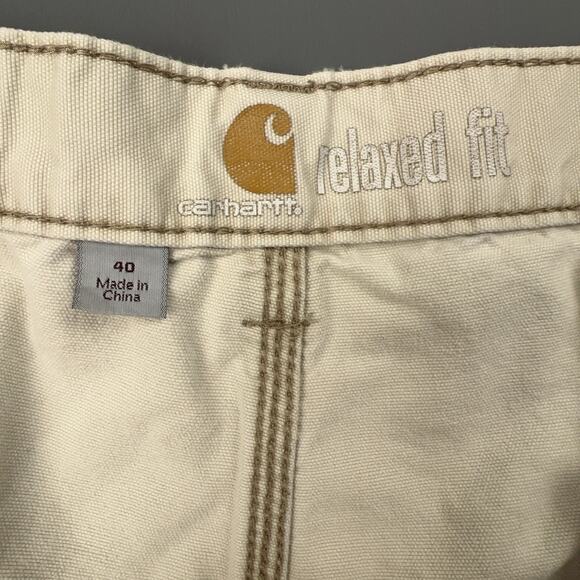 relaxed fit
carhartt.
40
Made in
China